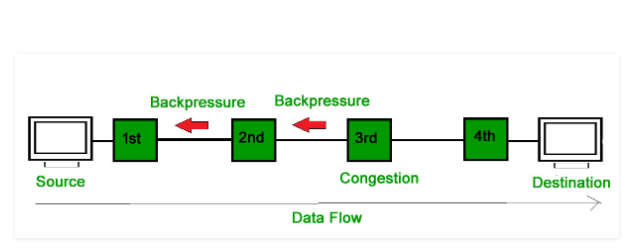 Backpressure Backpressure
1st 2nd 3rd 4th
Source Congestion Destination
Data Flow